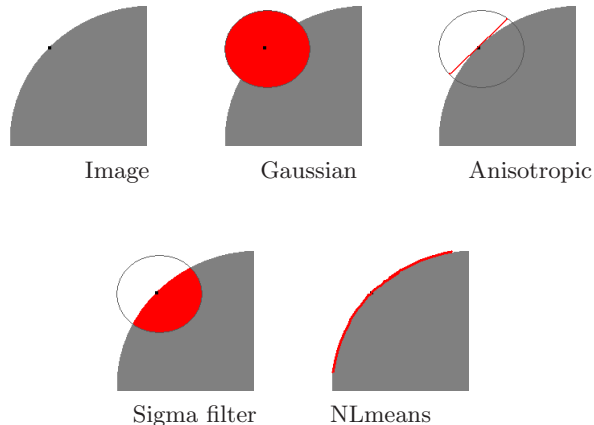 Image
Gaussian
Anisotropic
Sigma filter
NLmeans